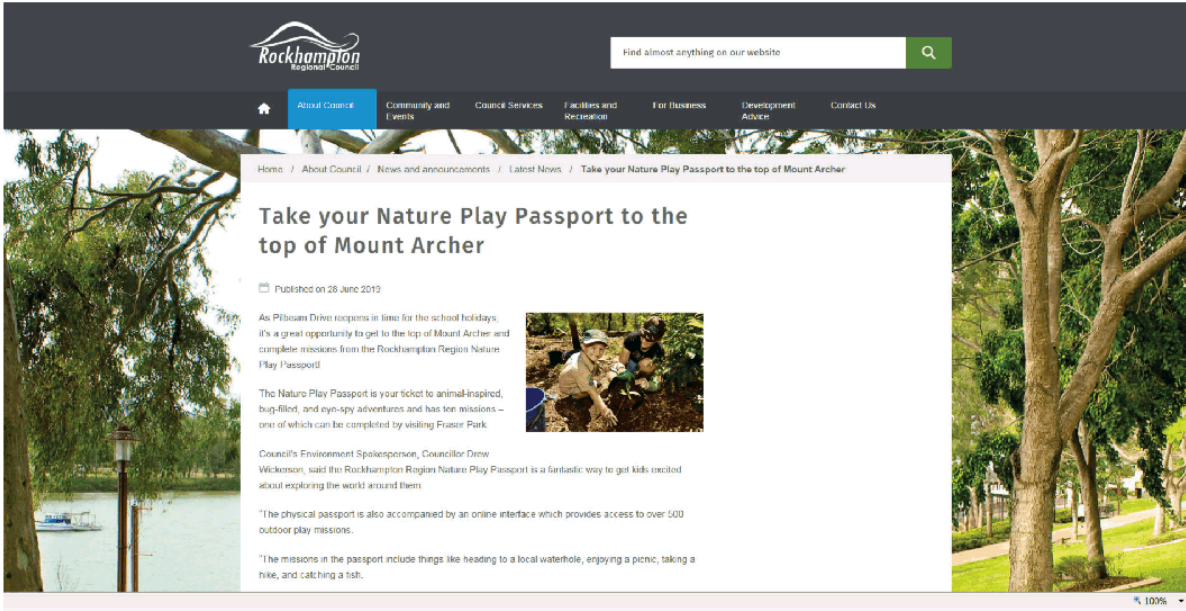 Rockhampton
Regional Council
Find almost anything on our website
About Council
Community and
Events
Council Services
Facilities and
Recreation
For Business
Development
Advice
Contact Us
Home / About Council / News and announcements / Latest News / Take your Nature Play Passport to the top of Mount Archer
Take your Nature Play Passport to the
top of Mount Archer
Published on 28 June 2019
As Pilbeam Drive reopens in time for the school holidays,
it's a great opportunity to get to the top of Mount Archer and
complete missions from the Rockhampton Region Nature
Play Passport!
The Nature Play Passport is your ticket to animal-inspired,
bug-filled, and eye-spy adventures and has ten missions –
one of which can be completed by visiting Fraser Park.
Council's Environment Spokesperson, Councillor Drew
Wickerson, said the Rockhampton Region Nature Play Passport is a fantastic way to get kids excited
about exploring the world around them.
"The physical passport is also accompanied by an online interface which provides access to over 500
outdoor play missions.
"The missions in the passport include things like heading to a local waterhole, enjoying a picnic, taking a
hike, and catching a fish.
100%